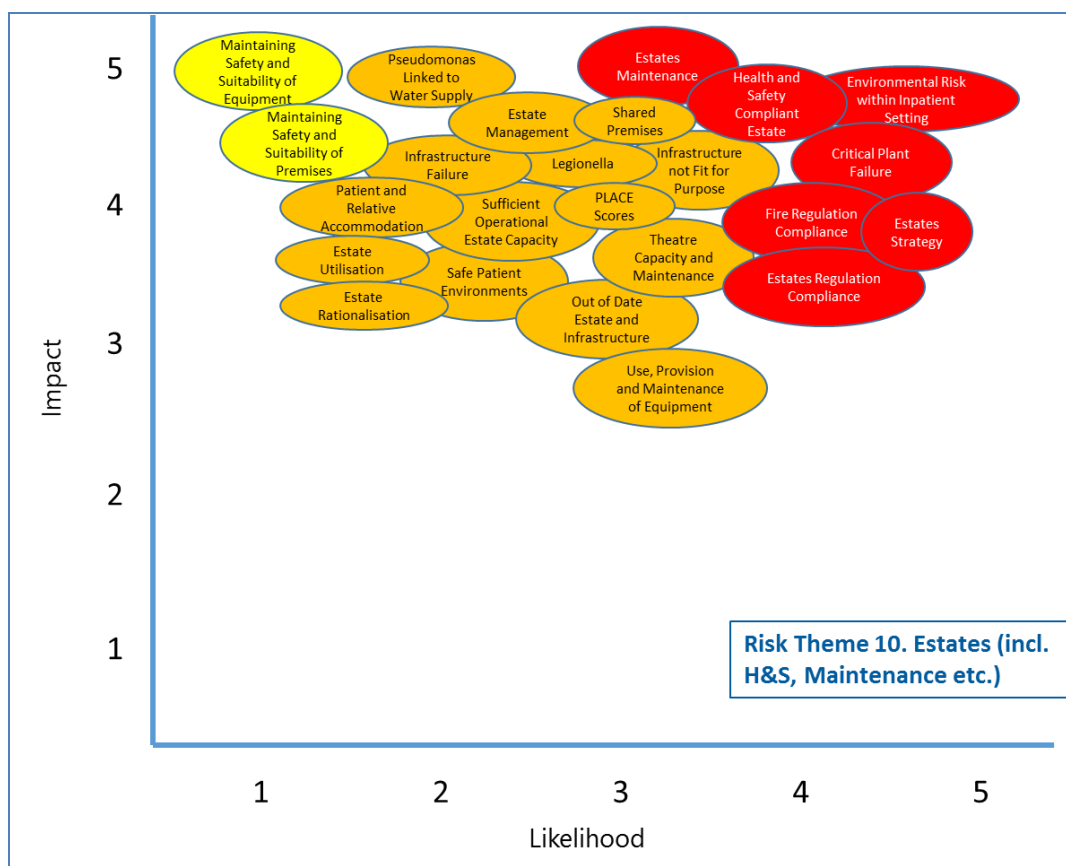 5
Maintaining
Safety and
Suitability of
Equipment
Pseudomonas
Linked to
Water Supply
Estates
Maintenance
Health and
Safety
Compliant
Estate
Environmental Risk
within Inpatient
Setting
Maintaining
Safety and
Suitability of
Premises
Estate
Management
Shared
Premises
Infrastructure
Failure
Legionella
Infrastructure
not Fit for
Purpose
Critical Plant
Failure
4
Patient and
Relative
Accommodation
Sufficient
Operational
Estate Capacity
PLACE
Scores
Fire Regulation
Compliance
Estates
Strategy
Estate
Utilisation
Safe Patient
Environments
Theatre
Capacity and
Maintenance
Estates Regulation
Compliance
Estate
Rationalisation
Out of Date
Estate and
Infrastructure
3
Use, Provision
and Maintenance
of Equipment
Impact
2
1
Risk Theme 10. Estates (incl.
H&S, Maintenance etc.)
1 2 3 4 5
Likelihood